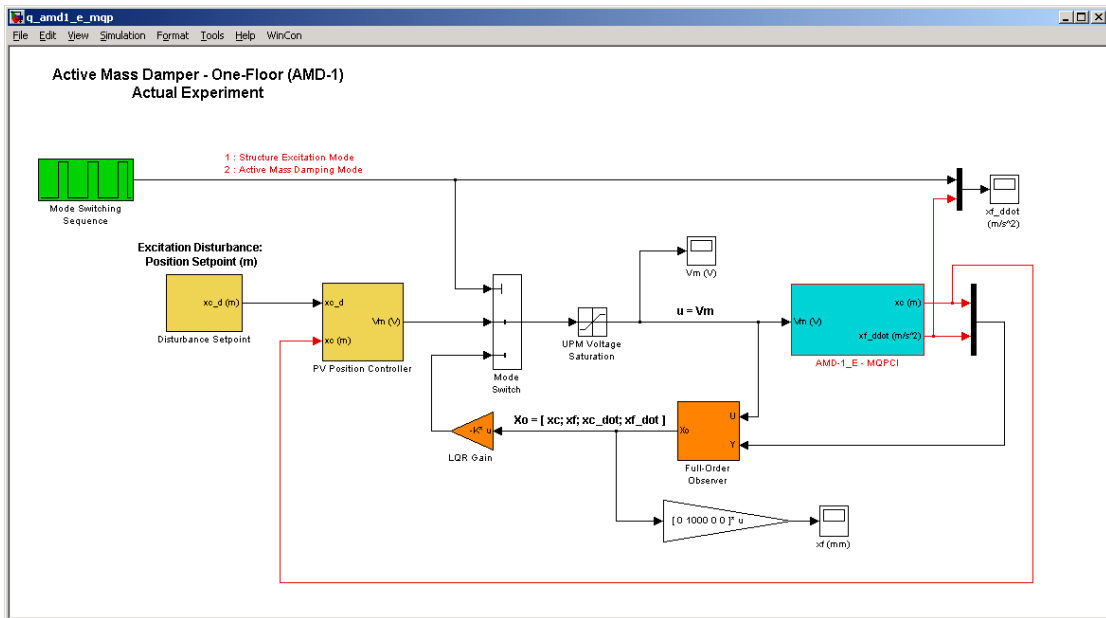 q_amd1_e_mqp
File Edit View Simulation Format Tools Help WinCon
Active Mass Damper - One-Floor (AMD-1)
Actual Experiment
1 : Structure Excitation Mode
2 : Active Mass Damping Mode
Mode Switching
Sequence
xf_ddot
(m/s^2)
Excitation Disturbance:
Position Setpoint (m)
xc_d (m)
Disturbance Setpoint
xc_d
xc (m)
Vm (V)
PV Position Controller
Mode
Switch
UPM Voltage
Saturation
Vm (V)
u = Vm
Vm (V)
xc (m)
xf_ddot (m/s^2)
AMD-1_E - MQPCI
Xo = [ xc; xf; xc_dot; xf_dot ]
-K* u
LQR Gain
U
Xo
Y
Full-Order
Observer
[ 0 1000 0 0 ]* u
xf (mm)